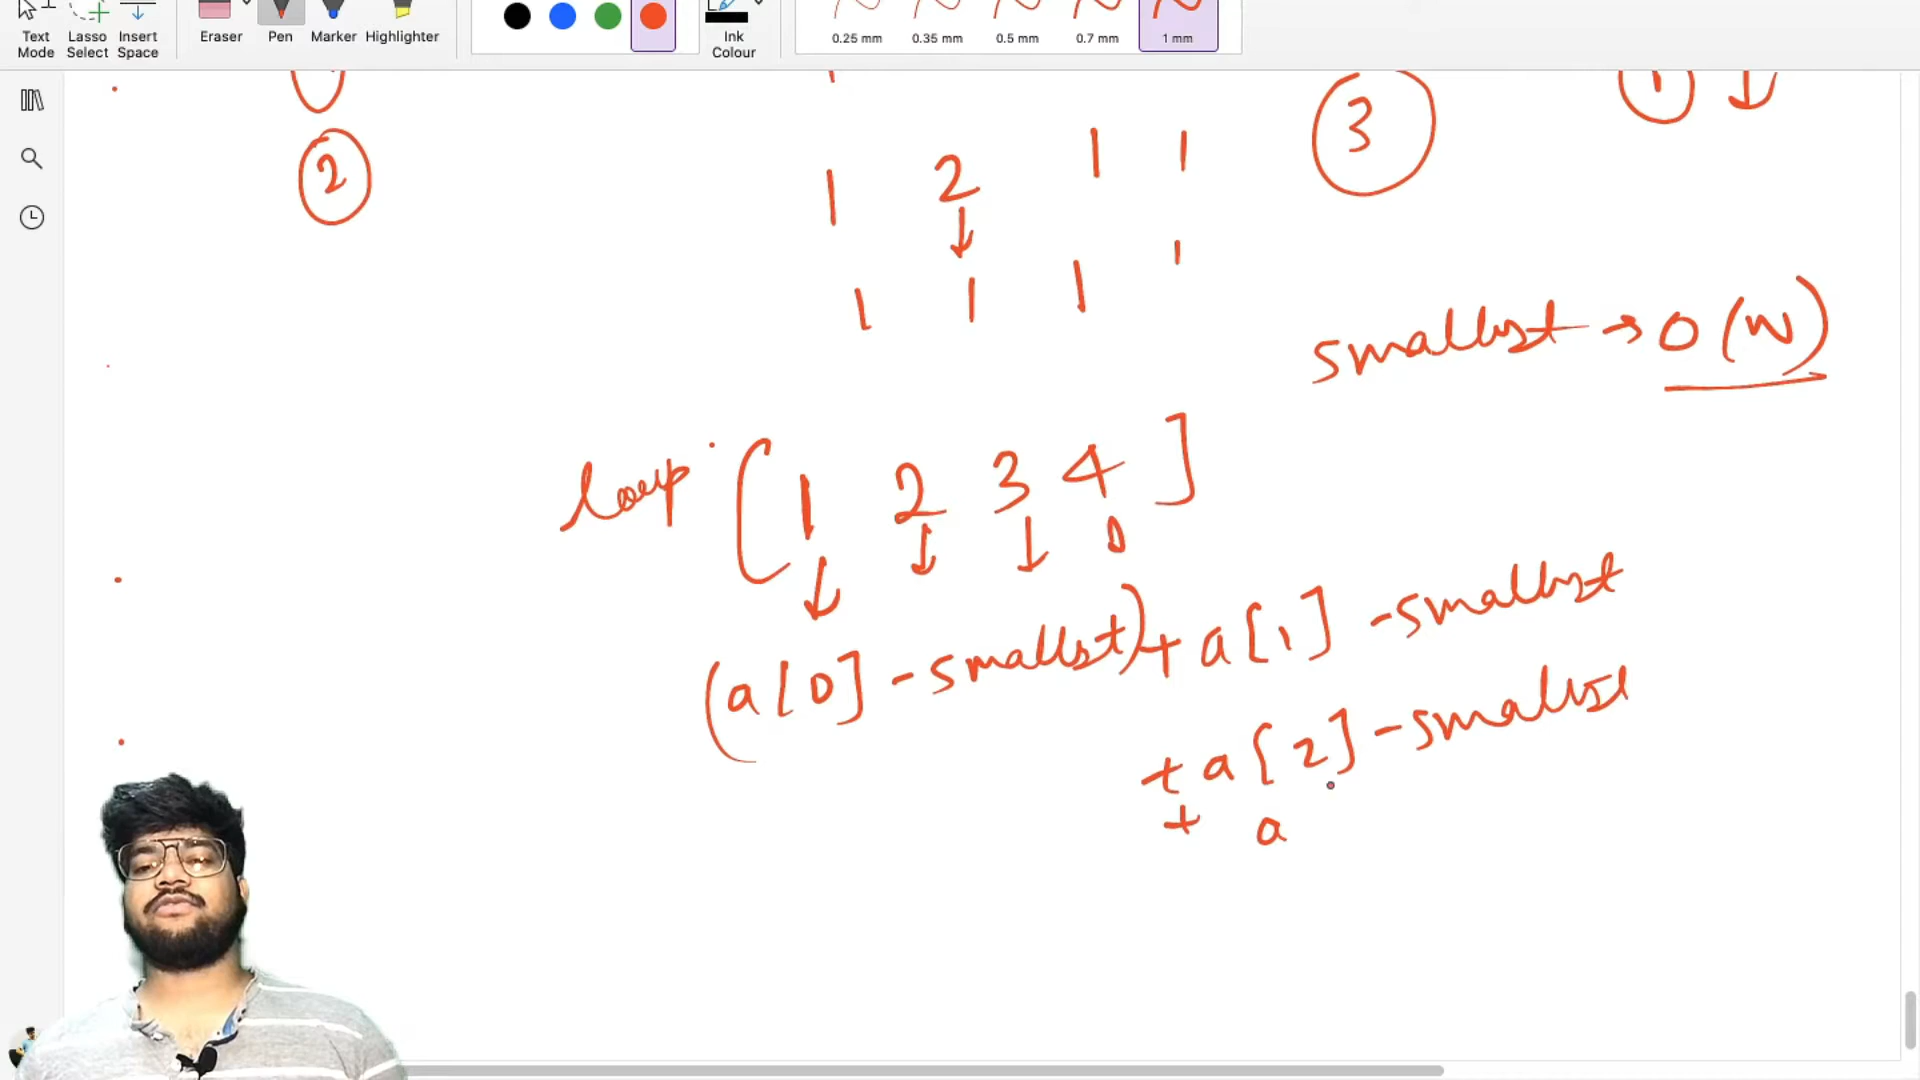 Text Mode
Lasso Select
Insert Space
Eraser
Pen
Marker
Highlighter
Ink Colour
0.25 mm
0.35 mm
0.5 mm
0.7 mm
1 mm
1
2
1 2 1 1
3
1 1 1 1
smallest → O(N)
loop [1 2 3 4]
(a[0] - smallest) + a[1] - smallest
+ a[2] - smallest
+ a